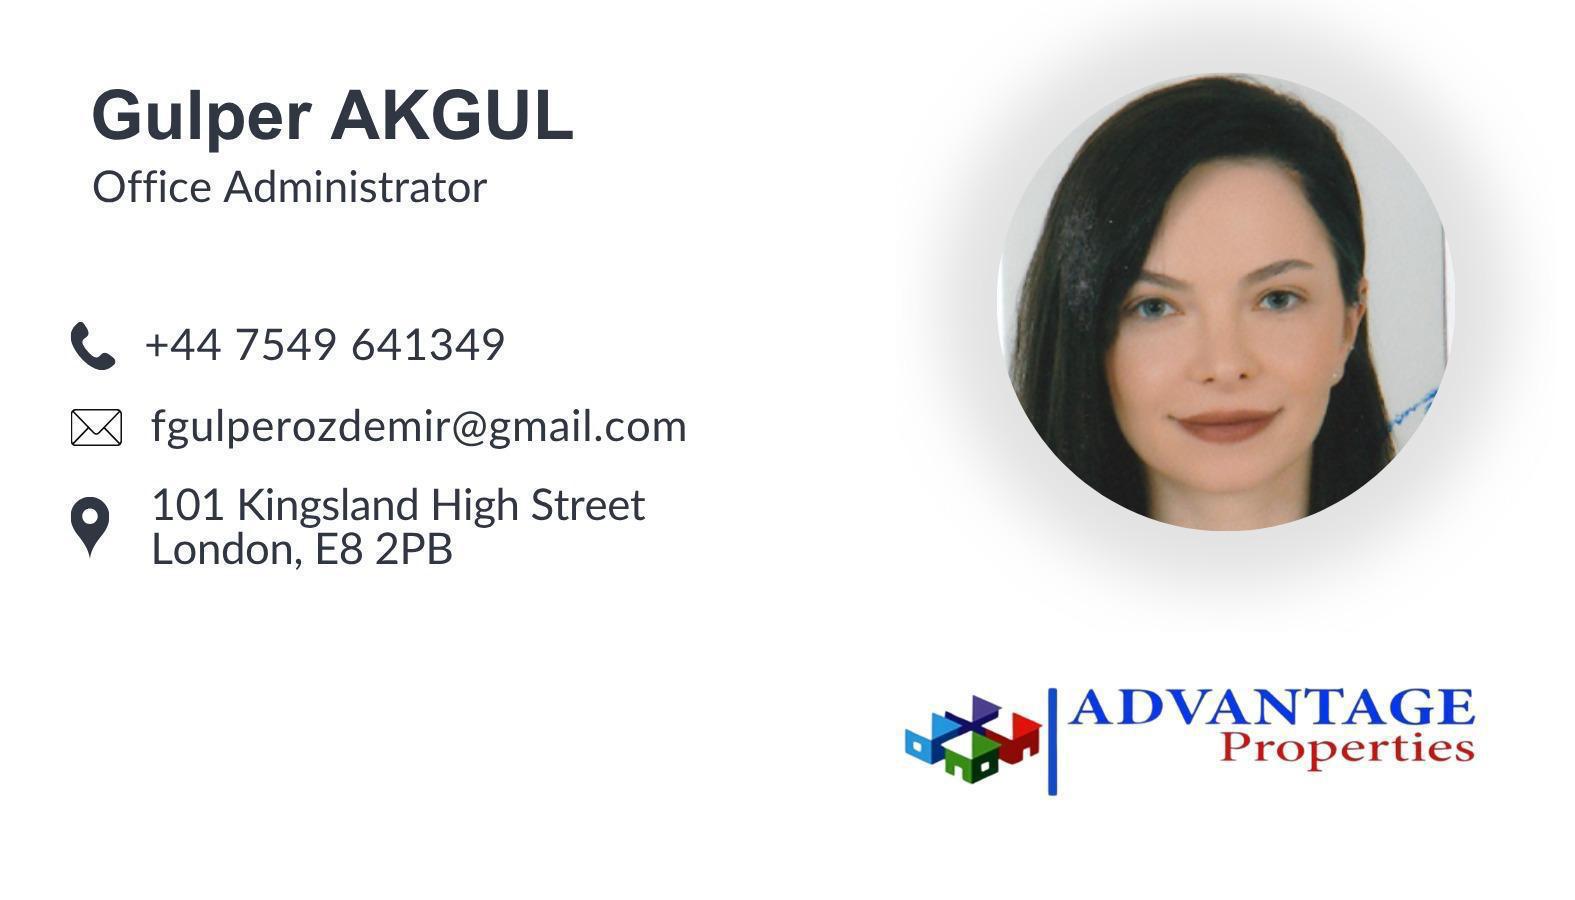 Gulper AKGUL
Office Administrator
+44 7549 641349
fgulperozdemir@gmail.com
101 Kingsland High Street
London, E8 2PB
ADVANTAGE
Properties